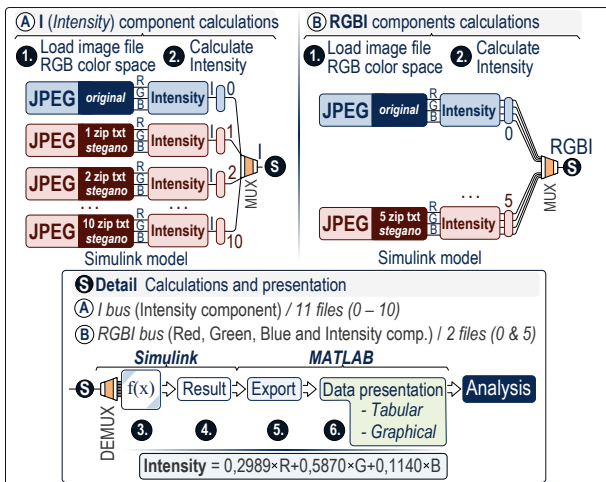 A I (Intensity) component calculations
1. Load image file RGB color space
2. Calculate Intensity
JPEG original R G B Intensity I 0
JPEG 1 zip txt stegano R G B Intensity I 1
JPEG 2 zip txt stegano R G B Intensity I 2
... ... ...
JPEG 10 zip txt stegano R G B Intensity I 10
I
MUX
S
Simulink model
B RGBI components calculations
1. Load image file RGB color space
2. Calculate Intensity
JPEG original R G B Intensity 0
...
JPEG 5 zip txt stegano R G B Intensity 5
RGBI
MUX
S
Simulink model
S Detail Calculations and presentation
A I bus (Intensity component) / 11 files (0 – 10)
B RGBI bus (Red, Green, Blue and Intensity comp.) / 2 files (0 & 5)
Simulink MATLAB
S DEMUX f(x) Result Export Data presentation Analysis
- Tabular
- Graphical
3. 4. 5. 6.
Intensity = 0,2989×R+0,5870×G+0,1140×B